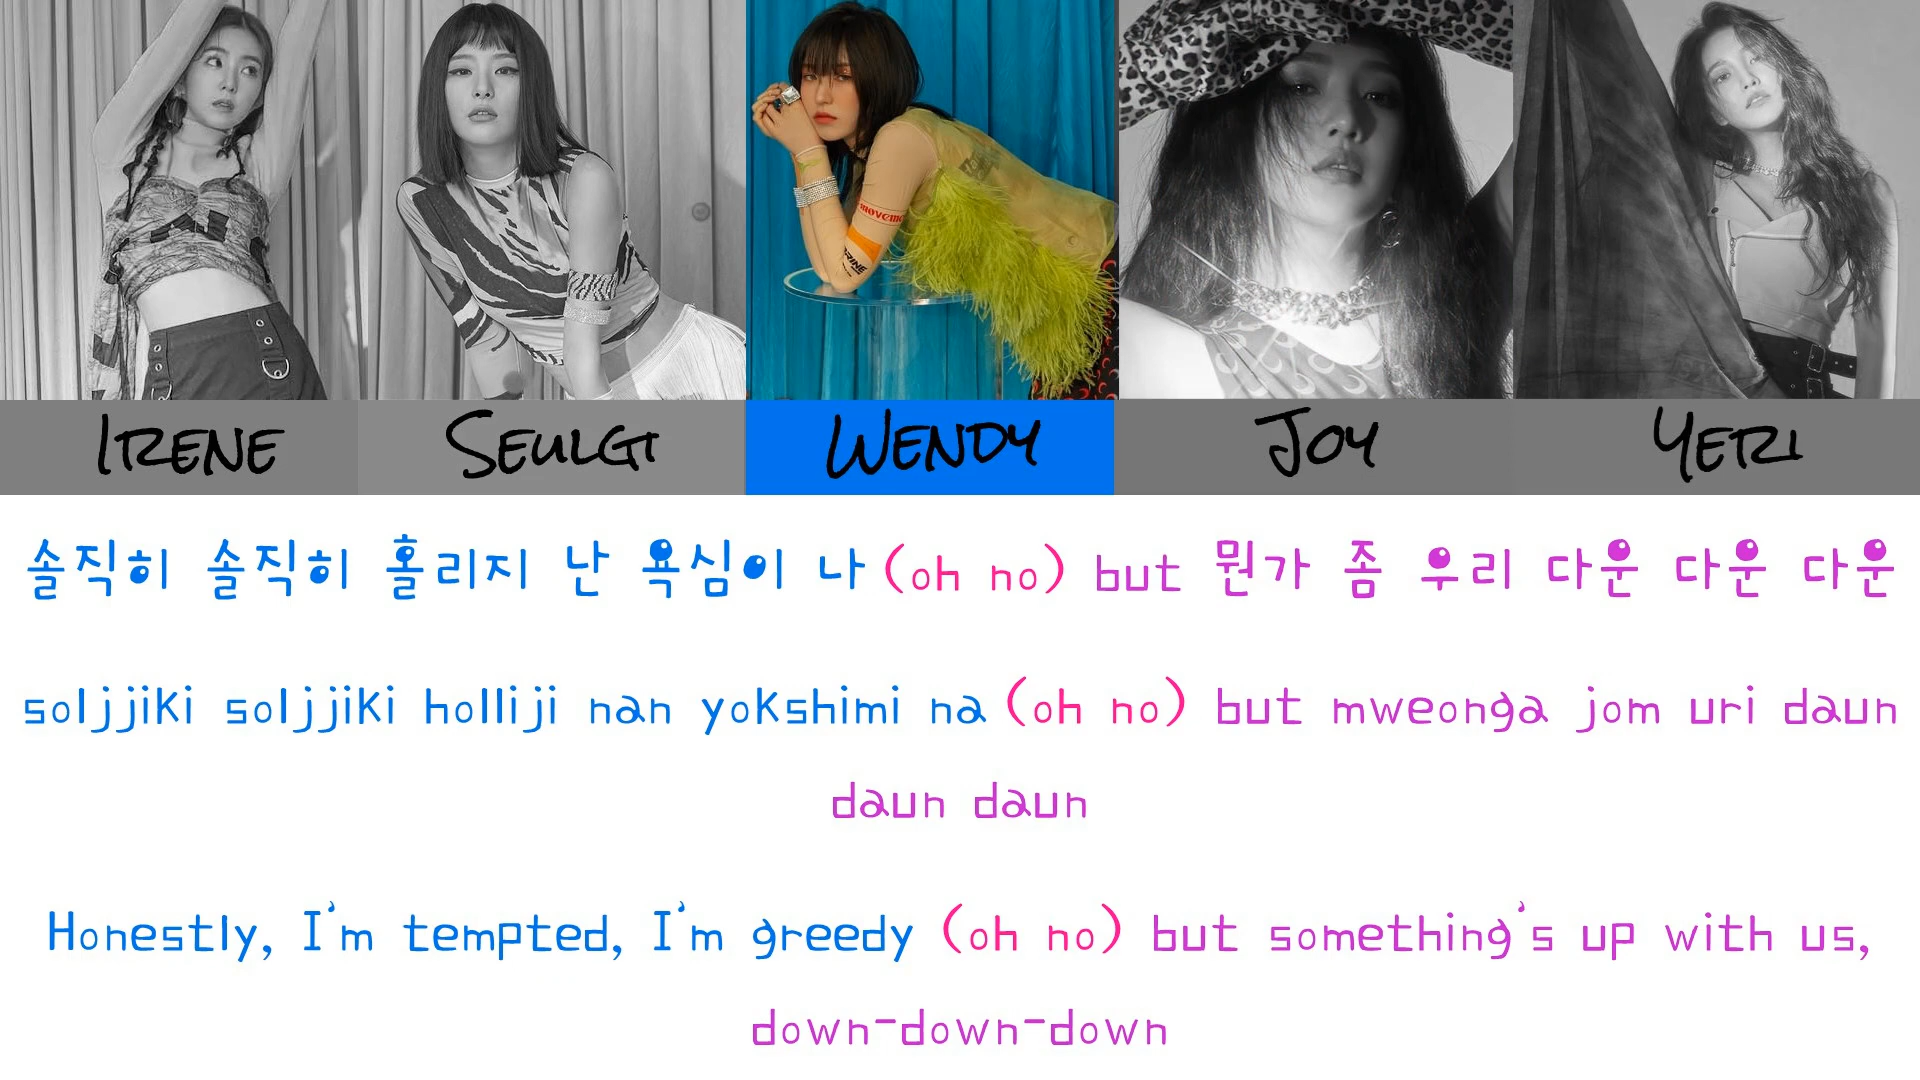 IRENE
SEULGI
WENDY
JOY
YERI
솔직히 솔직히 홀리지 난 욕심이 나 (oh no) but 뭔가 좀 우리 다운 다운 다운
soljjiki soljjiki holliji nan yokshimi na (oh no) but mweonga jom uri daun
daun daun
Honestly, I'm tempted, I'm greedy (oh no) but something's up with us,
down-down-down